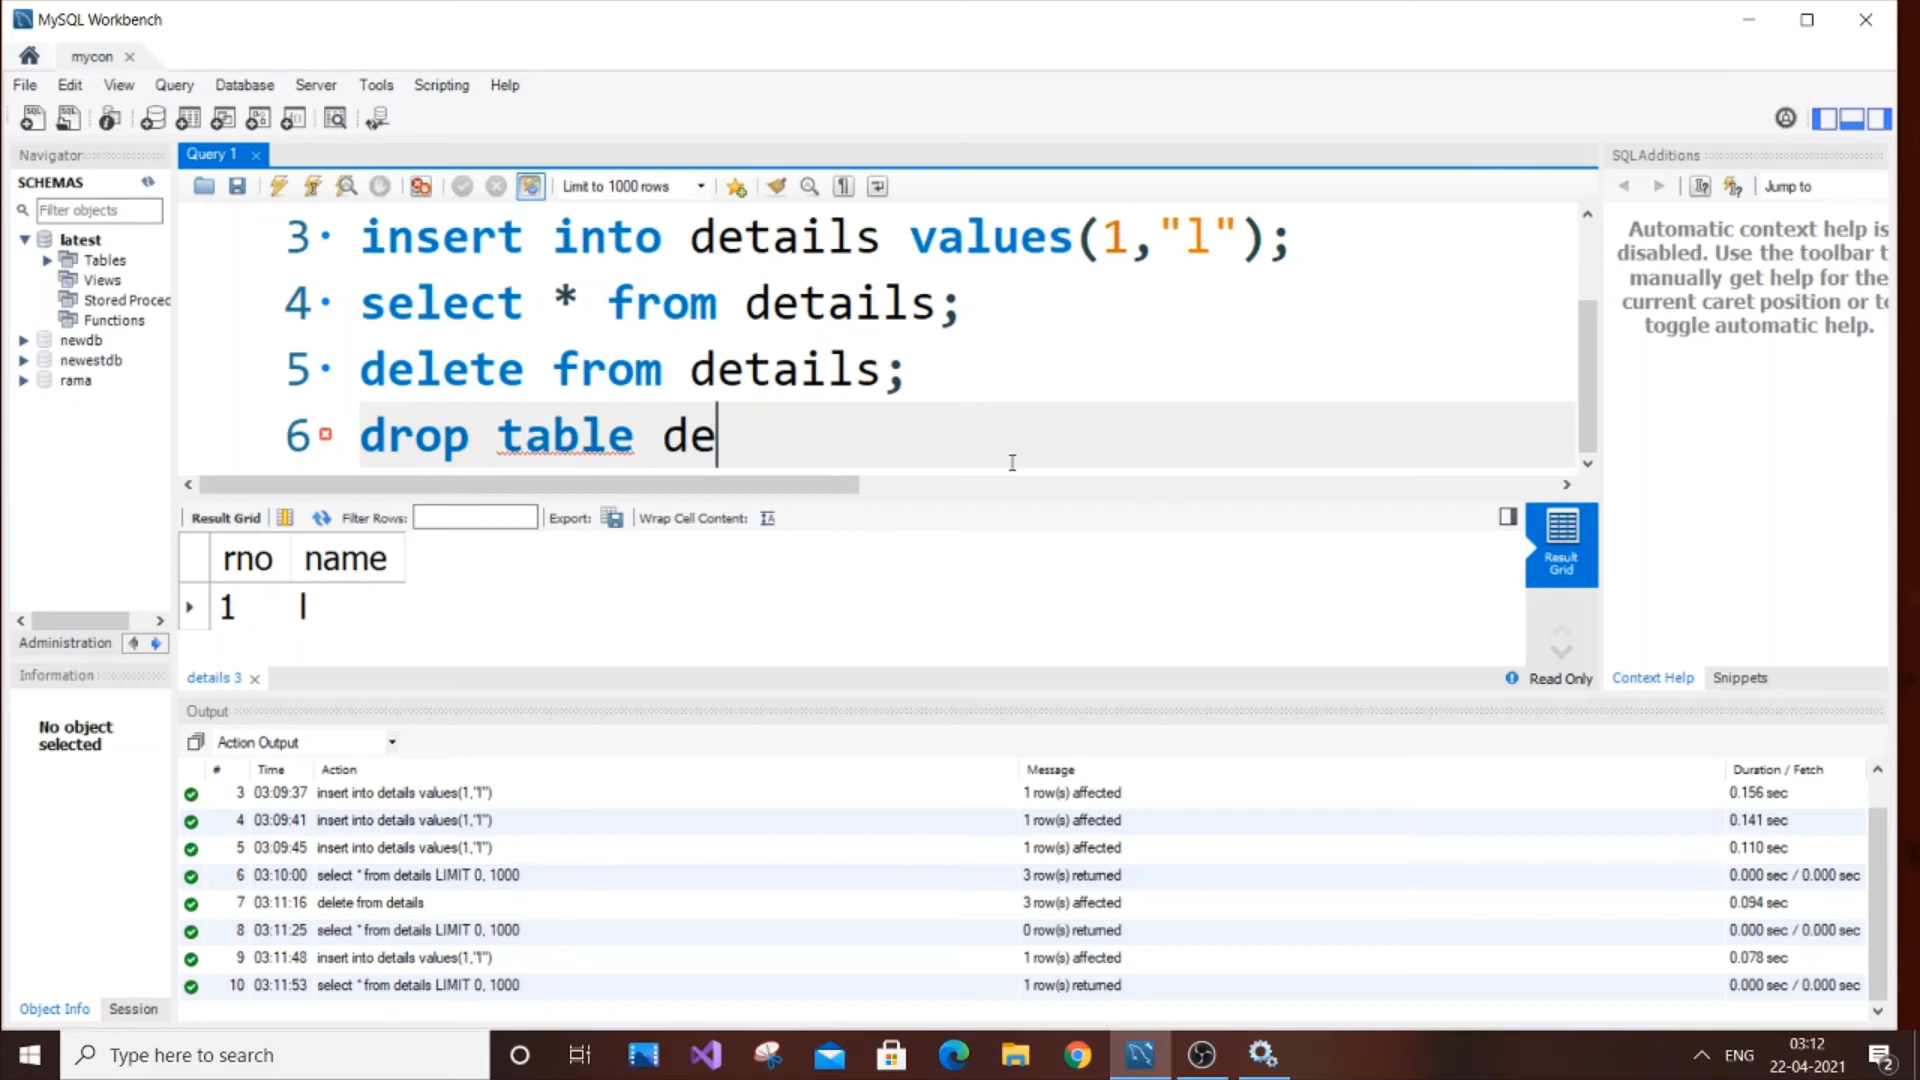 MySQL Workbench
mycon
File Edit View Query Database Server Tools Scripting Help
Navigator
SCHEMAS
Filter objects
latest
Tables
Views
Stored Proced
Functions
newdb
newestdb
rama
Administration
Information
No object
selected
Object Info Session
Query 1
Limit to 1000 rows
3 insert into details values(1,"l");
4 select * from details;
5 delete from details;
6 drop table de
Result Grid Filter Rows: Export: Wrap Cell Content:
rno name
1 l
Result
Grid
details 3
Read Only
SQLAdditions
Jump to
Automatic context help is
disabled. Use the toolbar t
manually get help for the
current caret position or to
toggle automatic help.
Context Help Snippets
Output
Action Output
# Time Action Message Duration / Fetch
3 03:09:37 insert into details values(1,"l") 1 row(s) affected 0.156 sec
4 03:09:41 insert into details values(1,"l") 1 row(s) affected 0.141 sec
5 03:09:45 insert into details values(1,"l") 1 row(s) affected 0.110 sec
6 03:10:00 select * from details LIMIT 0, 1000 3 row(s) returned 0.000 sec / 0.000 sec
7 03:11:16 delete from details 3 row(s) affected 0.094 sec
8 03:11:25 select * from details LIMIT 0, 1000 0 row(s) returned 0.000 sec / 0.000 sec
9 03:11:48 insert into details values(1,"l") 1 row(s) affected 0.078 sec
10 03:11:53 select * from details LIMIT 0, 1000 1 row(s) returned 0.000 sec / 0.000 sec
Type here to search
ENG
03:12
22-04-2021
2